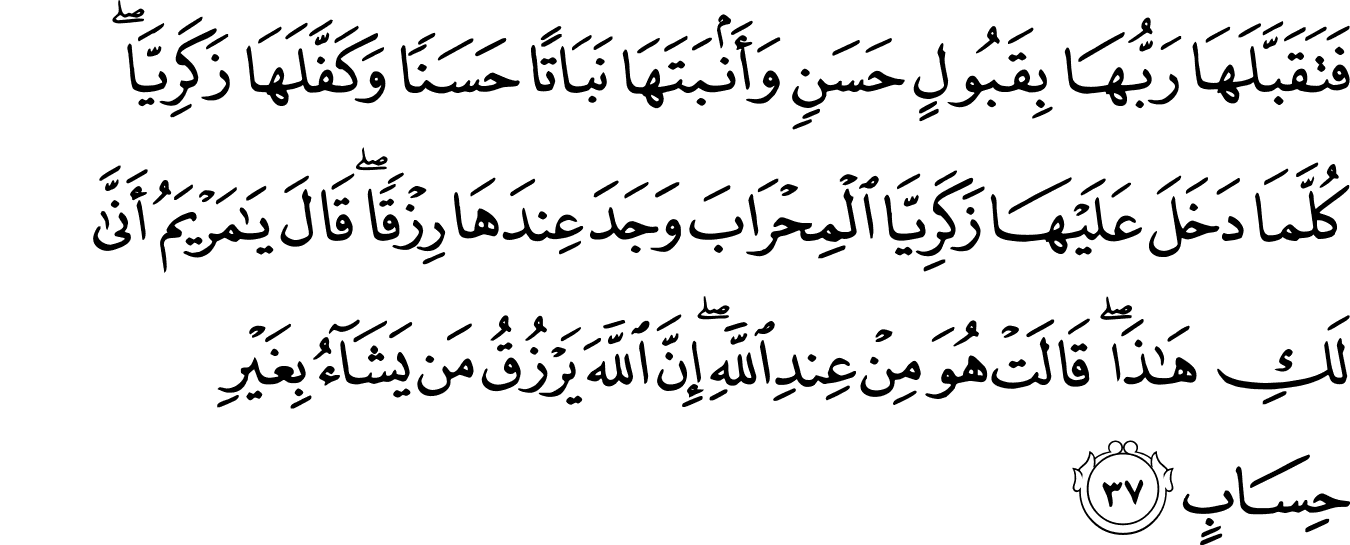 فَتَقَبَّلَهَا رَبُّهَا بِقَبُولٍ حَسَنٍ وَأَنۢبَتَهَا نَبَاتًا حَسَنًا وَكَفَّلَهَا زَكَرِيَّا ۖ
كُلَّمَا دَخَلَ عَلَيْهَا زَكَرِيَّا ٱلْمِحْرَابَ وَجَدَ عِندَهَا رِزْقًا ۖ قَالَ يَـٰمَرْيَمُ أَنَّىٰ
لَكِ هَـٰذَا ۖ قَالَتْ هُوَ مِنْ عِندِ ٱللَّهِ ۖ إِنَّ ٱللَّهَ يَرْزُقُ مَن يَشَآءُ بِغَيْرِ
حِسَابٍ ٣٧